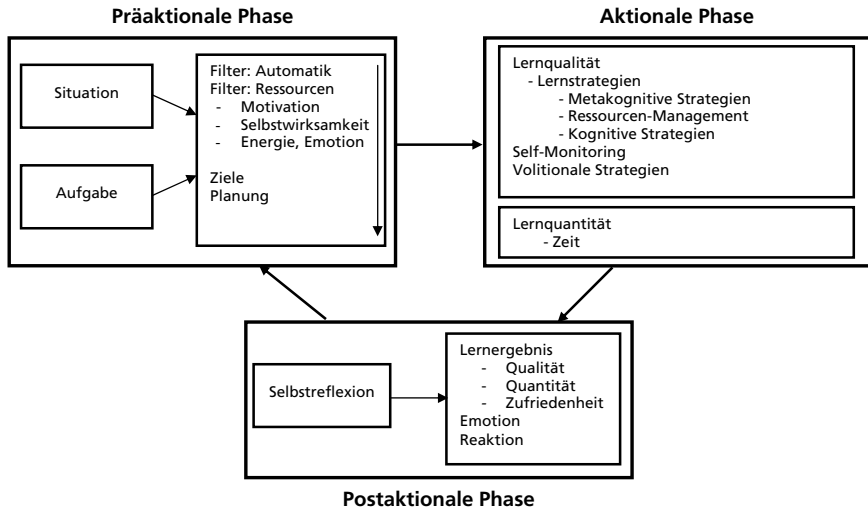 Präaktionale Phase
Situation
Aufgabe
Filter: Automatik
Filter: Ressourcen
- Motivation
- Selbstwirksamkeit
- Energie, Emotion
Ziele
Planung
Aktionale Phase
Lernqualität
- Lernstrategien
- Metakognitive Strategien
- Ressourcen-Management
- Kognitive Strategien
Self-Monitoring
Volitionale Strategien
Lernquantität
- Zeit
Selbstreflexion
Lernergebnis
- Qualität
- Quantität
- Zufriedenheit
Emotion
Reaktion
Postaktionale Phase